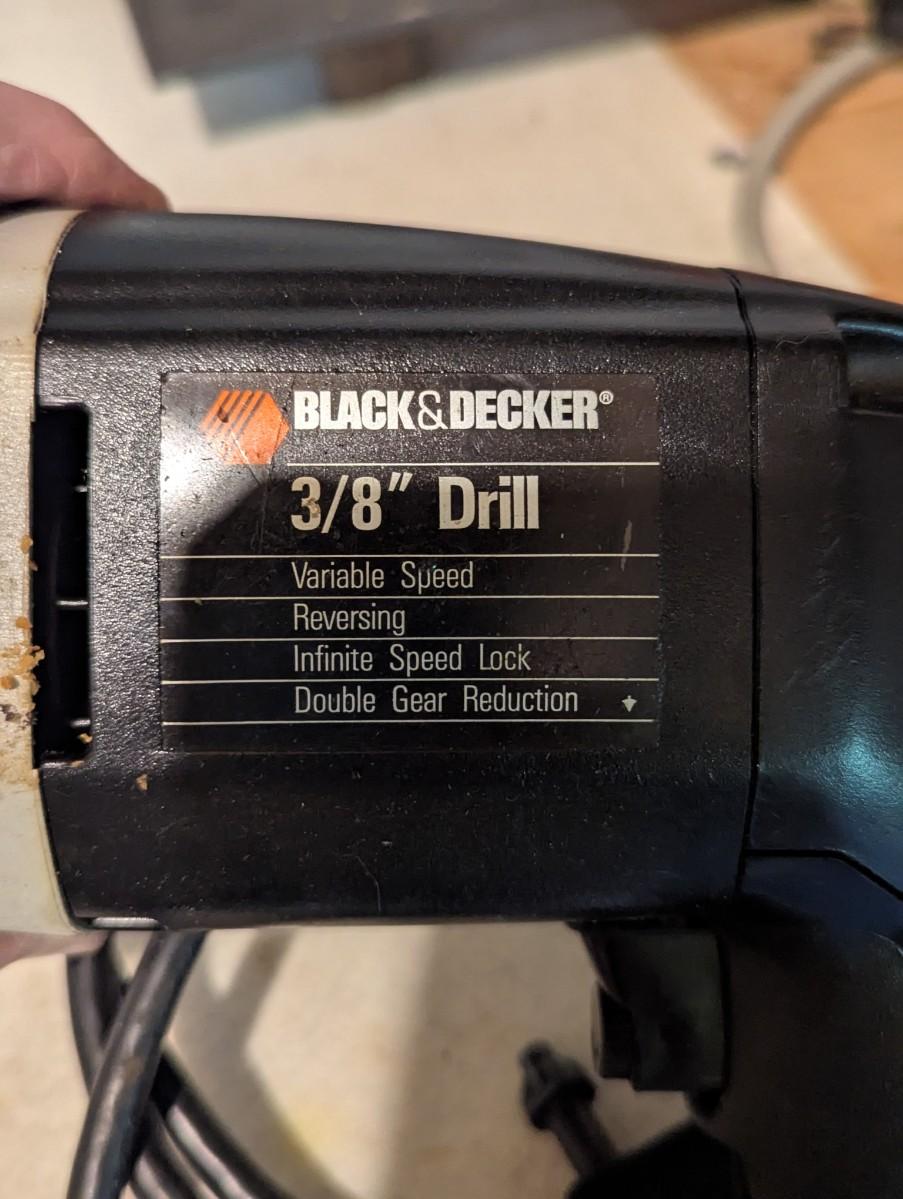 BLACK&DECKER®
3/8" Drill
Variable Speed
Reversing
Infinite Speed Lock
Double Gear Reduction